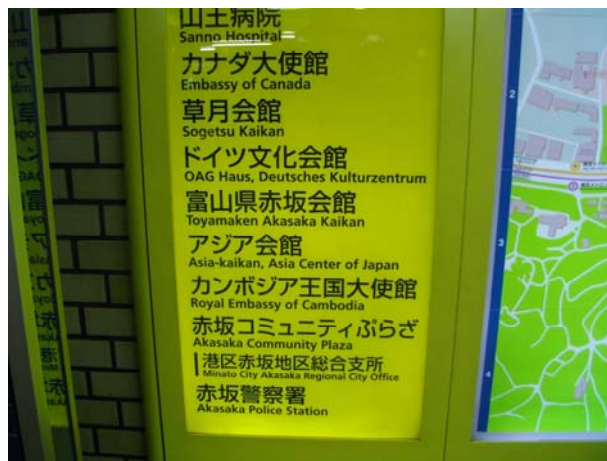 山王病院
Sanno Hospital
カナダ大使館
Embassy of Canada
草月会館
Sogetsu Kaikan
ドイツ文化会館
OAG Haus, Deutsches Kulturzentrum
富山県赤坂会館
Toyamaken Akasaka Kaikan
アジア会館
Asia-kaikan, Asia Center of Japan
カンボジア王国大使館
Royal Embassy of Cambodia
赤坂コミュニティぷらざ
Akasaka Community Plaza
港区赤坂地区総合支所
Minato City Akasaka Regional City Office
赤坂警察署
Akasaka Police Station
2
3
4